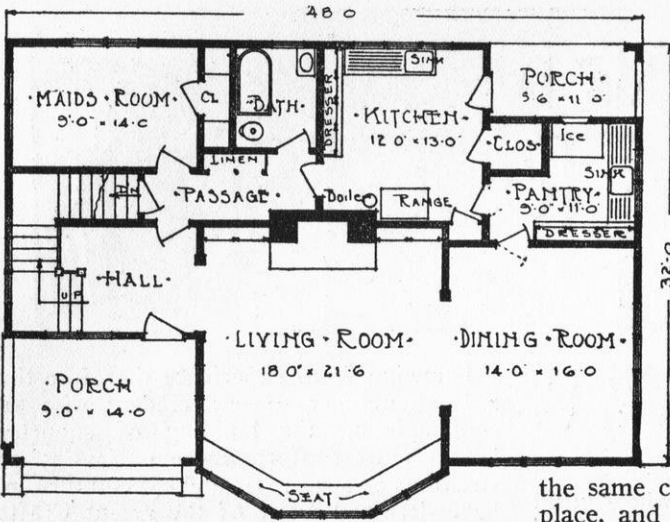 48 0
MAIDS ROOM
9'0" × 14.0
CL
BATH
DRESSER
SINK
KITCHEN
12 0" × 13.0"
PORCH
5-6 × 11 0"
CLOS
Ice
SINK
PANTRY
9'0" × 11'0"
DRESSER
LINEN
PASSAGE
DN
Boiler
RANGE
HALL
UP
LIVING ROOM
18'0" × 21-6
DINING ROOM
14'0" × 16-0
PORCH
9-0" × 14-0
SEAT
the same c
place, and